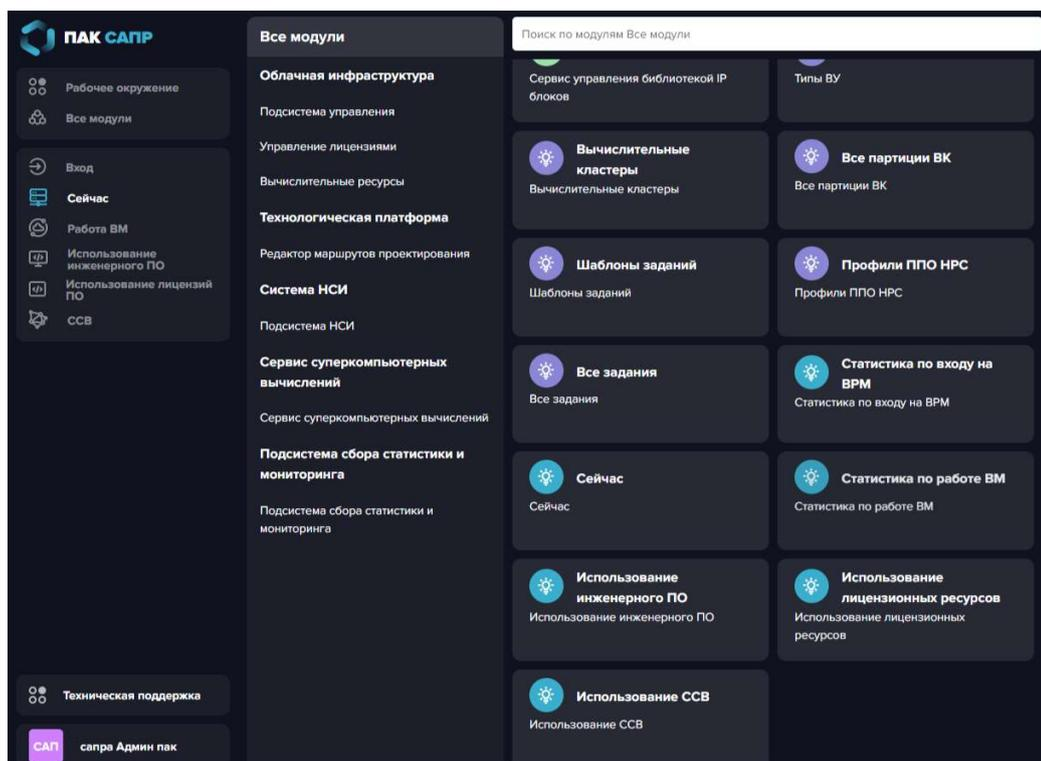 ПАК САПР
Рабочее окружение
Все модули
Вход
Сейчас
Работа ВМ
Использование
инженерного ПО
Использование лицензий
ПО
ССВ
Техническая поддержка
САП
сапра Админ пак
Все модули
Облачная инфраструктура
Подсистема управления
Управление лицензиями
Вычислительные ресурсы
Технологическая платформа
Редактор маршрутов проектирования
Система НСИ
Подсистема НСИ
Сервис суперкомпьютерных
вычислений
Сервис суперкомпьютерных вычислений
Подсистема сбора статистики и
мониторинга
Подсистема сбора статистики и
мониторинга
Поиск по модулям Все модули
Сервис управления библиотекой IP
блоков
Типы ВУ
Вычислительные
кластеры
Вычислительные кластеры
Все партиции ВК
Все партиции ВК
Шаблоны заданий
Шаблоны заданий
Профили ППО НРС
Профили ППО НРС
Все задания
Все задания
Статистика по входу на
ВРМ
Статистика по входу на ВРМ
Сейчас
Сейчас
Статистика по работе ВМ
Статистика по работе ВМ
Использование
инженерного ПО
Использование инженерного ПО
Использование
лицензионных ресурсов
Использование лицензионных
ресурсов
Использование ССВ
Использование ССВ